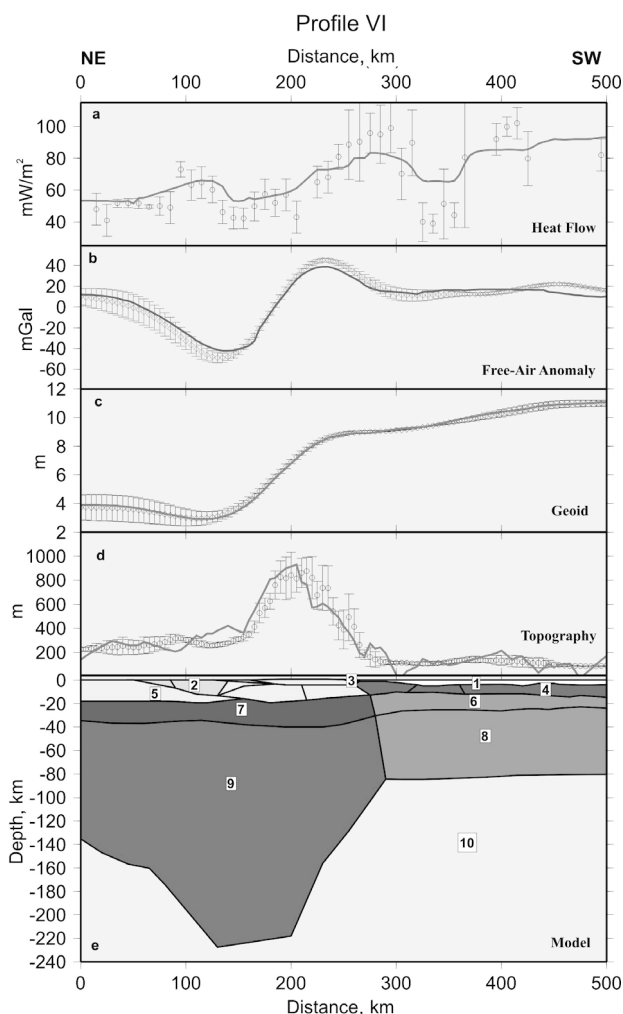 Profile VI
NE Distance, km SW
0 100 200 300 400 500
a
100
80
60
40
mW/m²
Heat Flow
b
40
20
0
-20
-40
-60
mGal
Free-Air Anomaly
c
12
10
8
6
4
2
m
Geoid
d
1000
800
600
400
200
m
Topography
0
-20
-40
-60
-80
-100
-120
-140
-160
-180
-200
-220
-240
Depth, km
3 1
2 4
5 6
7
8
9
10
e Model
0 100 200 300 400 500
Distance, km